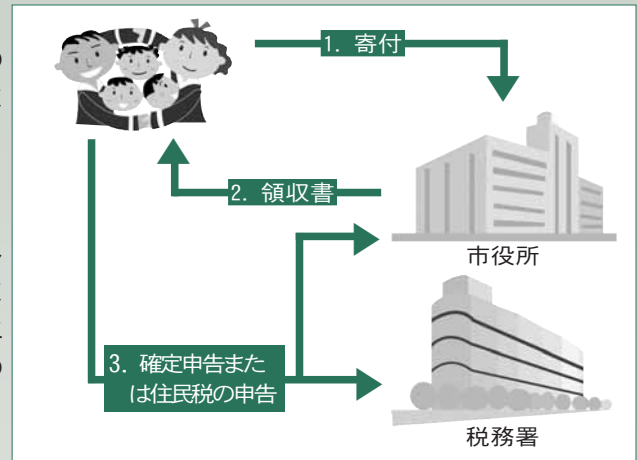 1. 寄付
2. 領収書
市役所
3. 確定申告また
は住民税の申告
税務署